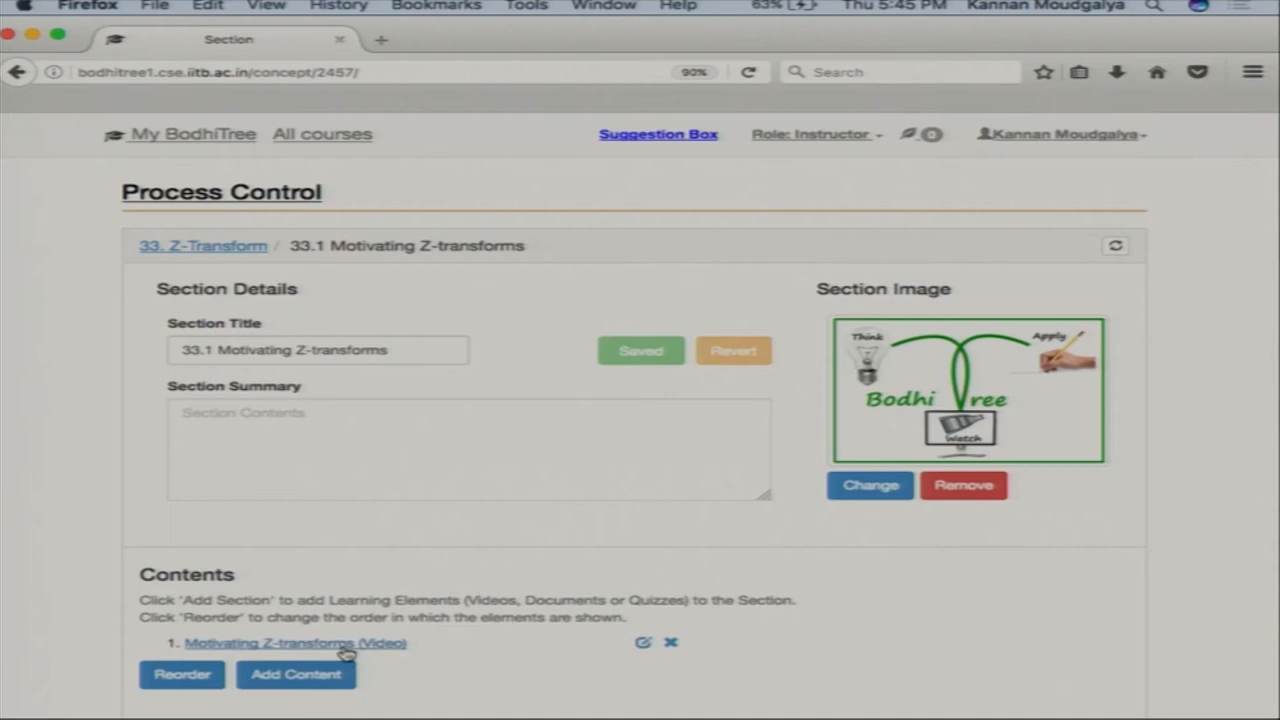 Firefox File Edit View History Bookmarks Tools Window Help 63% Thu 5:45 PM Kannan Moudgalya
Section
bodhitree1.cse.iitb.ac.in/concept/2457/ 90% Search
My BodhiTree All courses Suggestion Box Role: Instructor 0 Kannan Moudgalya
Process Control
33. Z-Transform / 33.1 Motivating Z-transforms
Section Details
Section Image
Section Title
33.1 Motivating Z-transforms
Saved Revert
Section Summary
Section Contents
Think
Apply
Bodhi Tree
Watch
Change Remove
Contents
Click 'Add Section' to add Learning Elements (Videos, Documents or Quizzes) to the Section.
Click 'Reorder' to change the order in which the elements are shown.
1. Motivating Z-transforms (Video)
Reorder Add Content